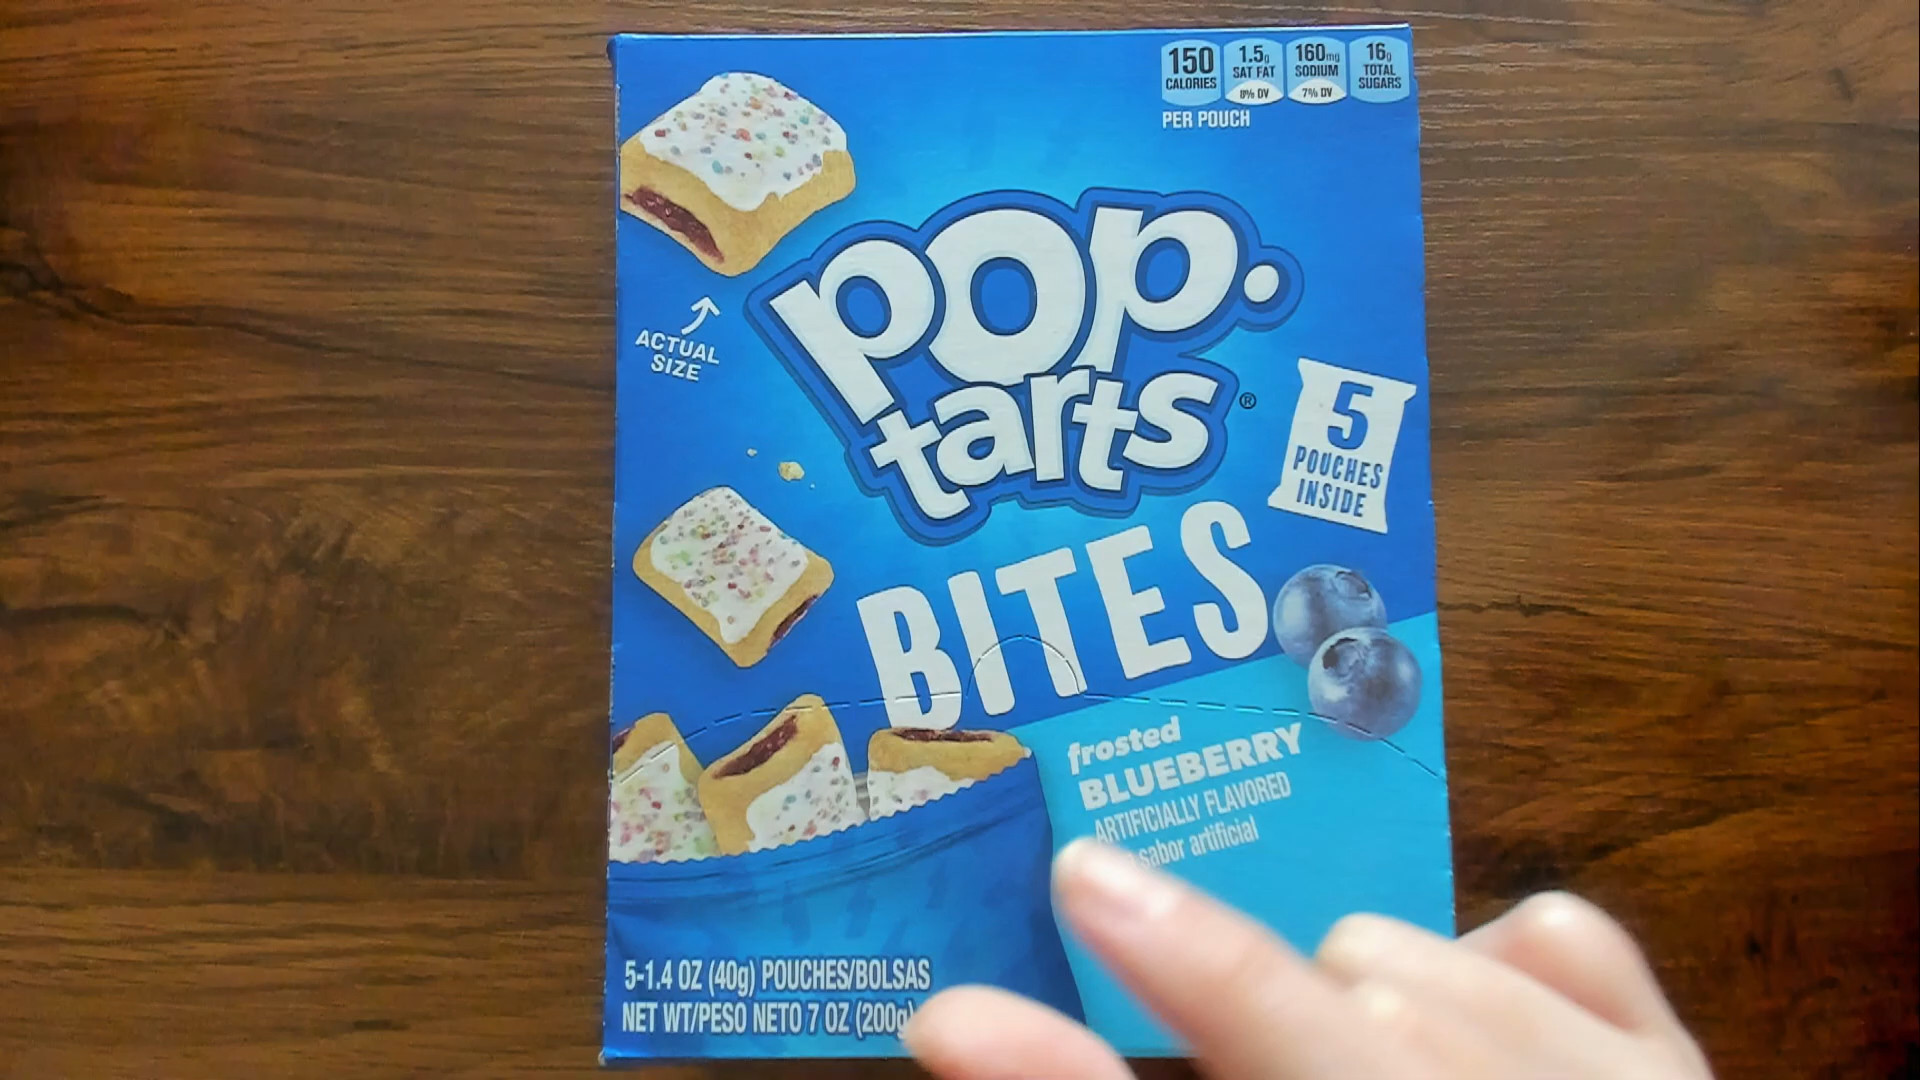 150 CALORIES
1.5g SAT FAT 8% DV
160mg SODIUM 7% DV
16g TOTAL SUGARS
PER POUCH
pop.
tarts®
ACTUAL
SIZE
5
POUCHES
INSIDE
BITES
frosted
BLUEBERRY
ARTIFICIALLY FLAVORED
sabor artificial
5-1.4 OZ (40g) POUCHES/BOLSAS
NET WT/PESO NETO 7 OZ (200g)